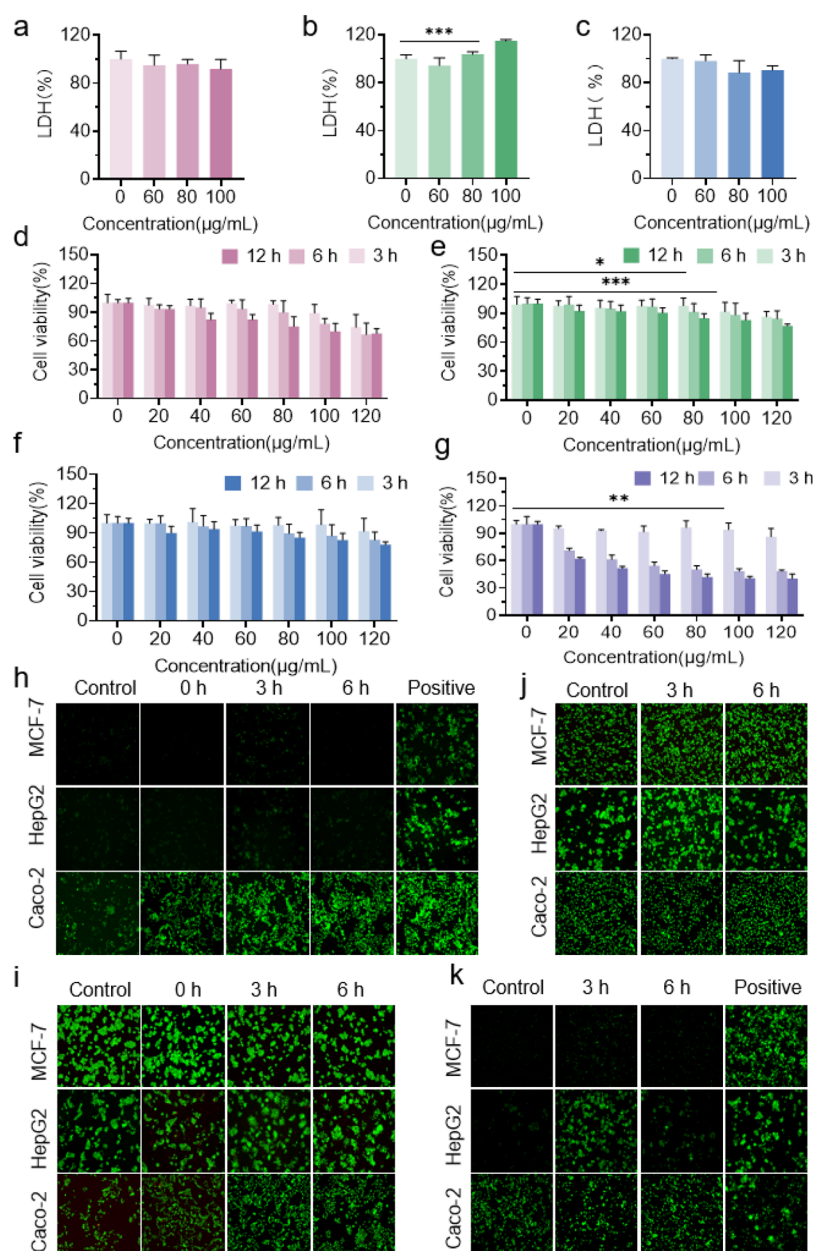 a
b
c
120
80
40
0
LDH(%)
0 60 80 100
Concentration(µg/mL)
120
80
40
0
LDH(%)
***
0 60 80 100
Concentration(µg/mL)
120
80
40
0
LDH( %)
0 60 80 100
Concentration(µg/mL)
d
12 h 6 h 3 h
150
120
90
60
30
0
Cell viability(%)
0 20 40 60 80 100 120
Concentration(µg/mL)
e
12 h 6 h 3 h
*
***
150
120
90
60
30
0
Cell viability(%)
0 20 40 60 80 100 120
Concentration(µg/mL)
f
12 h 6 h 3 h
150
120
90
60
30
0
Cell viability(%)
0 20 40 60 80 100 120
Concentration(µg/mL)
g
12 h 6 h 3 h
**
150
120
90
60
30
0
Cell viability(%)
0 20 40 60 80 100 120
Concentration(µg/mL)
h
Control 0 h 3 h 6 h Positive
MCF-7
HepG2
Caco-2
j
Control 3 h 6 h
MCF-7
HepG2
Caco-2
i
Control 0 h 3 h 6 h
MCF-7
HepG2
Caco-2
k
Control 3 h 6 h Positive
MCF-7
HepG2
Caco-2